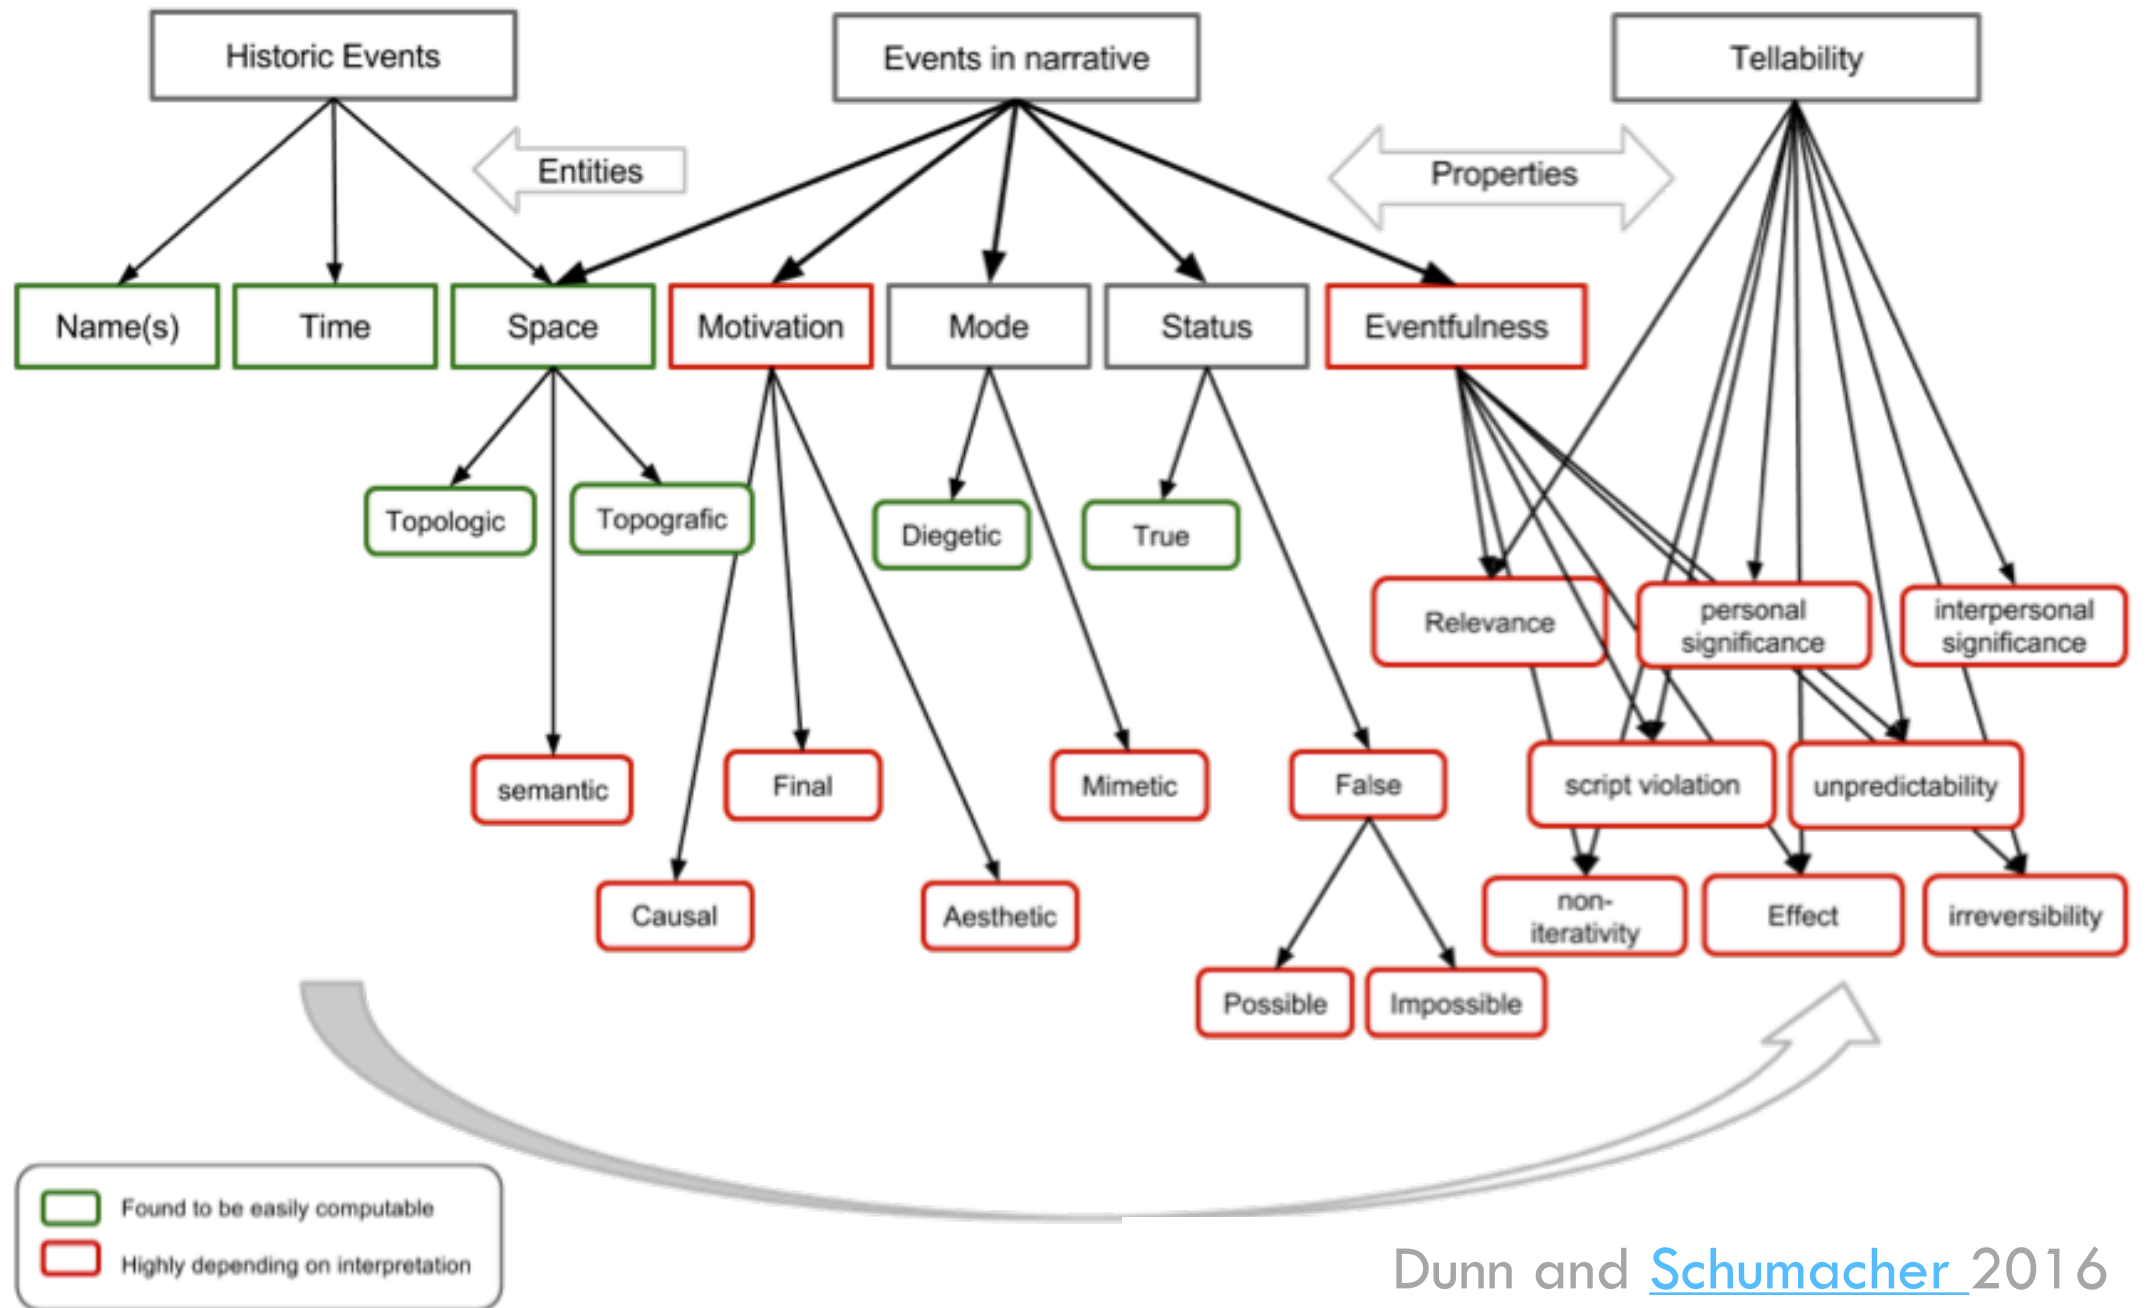 Historic Events
Events in narrative
Tellability
Entities
Properties
Name(s)
Time
Space
Motivation
Mode
Status
Eventfulness
Topologic
Topografic
Diegetic
True
Relevance
personal
significance
interpersonal
significance
semantic
Final
Mimetic
False
script violation
unpredictability
Causal
Aesthetic
non-
iterativity
Effect
irreversibility
Possible
Impossible
Found to be easily computable
Highly depending on interpretation
Dunn and Schumacher 2016